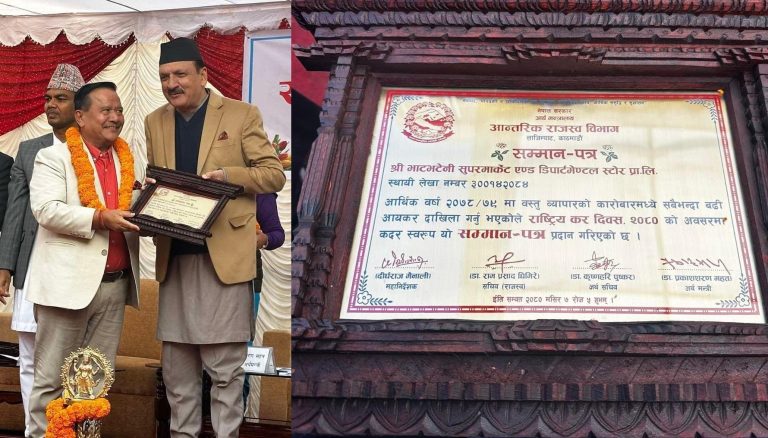 नेपाल सरकार
अर्थ मन्त्रालय
आन्तरिक राजस्व विभाग
लाजिम्पाट, काठमाडौं
सम्मान-पत्र
श्री भाटभटेनी सुपरमार्केट एण्ड डिपार्टमेण्टल स्टोर प्रा.लि.
स्थायी लेखा नम्बर ३००१४२०८४
आर्थिक वर्ष २०७८/७९ मा वस्तु व्यापारको कारोबारमध्ये सबैभन्दा बढी
आयकर दाखिला गर्नु भएकोले राष्ट्रिय कर दिवस, २०८० को अवसरमा
कदर स्वरुप यो सम्मान-पत्र प्रदान गरिएको छ ।
(दीर्घराज मैनाली) (डा. राम प्रसाद घिमिरे) (डा. कृष्णहरि पुष्कर) (डा. प्रकाशशरण महत)
महानिर्देशक सचिव (राजस्व) अर्थ सचिव अर्थ मन्त्री
ईति सम्वत २०८० मंसिर ७ रोज ५ शुभम् ।